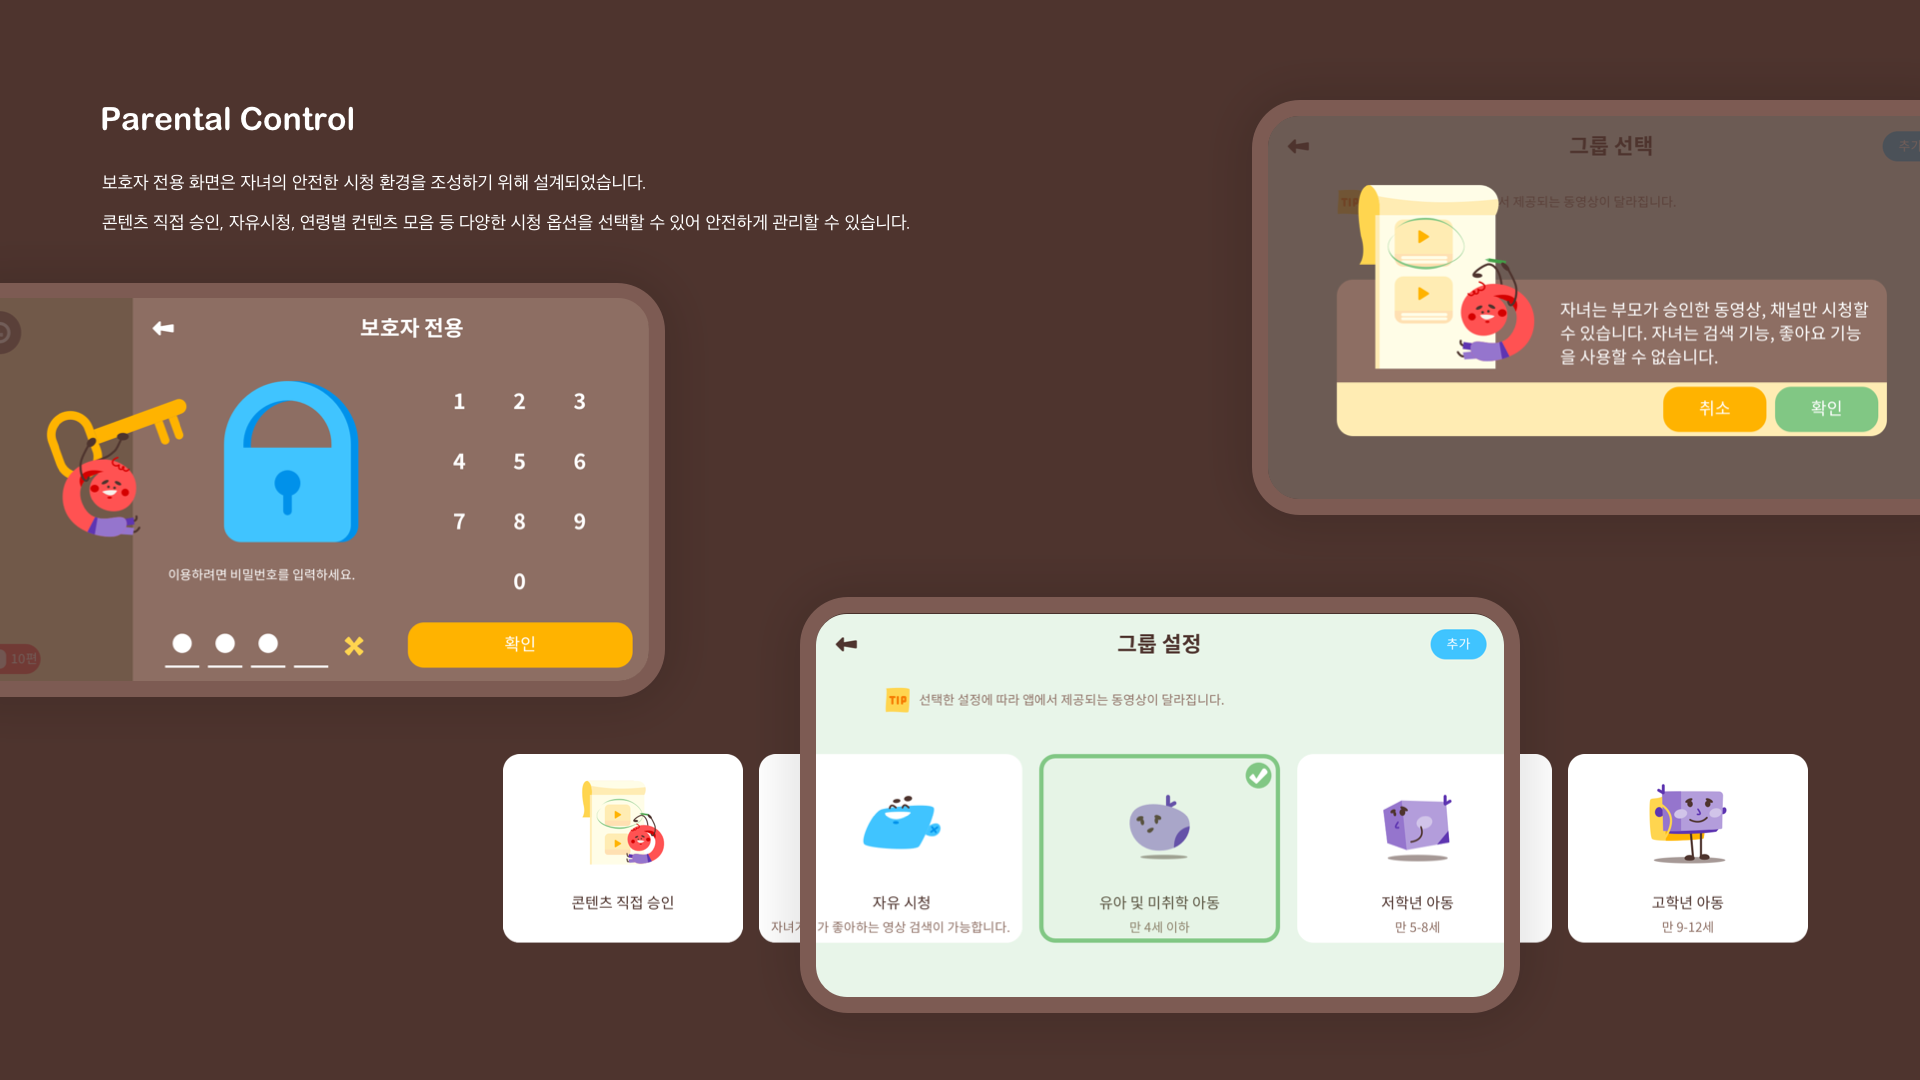 Parental Control
보호자 전용 화면은 자녀의 안전한 시청 환경을 조성하기 위해 설계되었습니다.
콘텐츠 직접 승인, 자유시청, 연령별 컨텐츠 모음 등 다양한 시청 옵션을 선택할 수 있어 안전하게 관리할 수 있습니다.
보호자 전용
1 2 3
4 5 6
7 8 9
0
이용하려면 비밀번호를 입력하세요.
확인
10편
그룹 선택
추가
TIP
제공되는 동영상이 달라집니다.
자녀는 부모가 승인한 동영상, 채널만 시청할
수 있습니다. 자녀는 검색 기능, 좋아요 기능
을 사용할 수 없습니다.
취소
확인
그룹 설정
추가
TIP
선택한 설정에 따라 앱에서 제공되는 동영상이 달라집니다.
콘텐츠 직접 승인
자유 시청
가 좋아하는 영상 검색이 가능합니다.
유아 및 미취학 아동
만 4세 이하
저학년 아동
만 5-8세
고학년 아동
만 9-12세